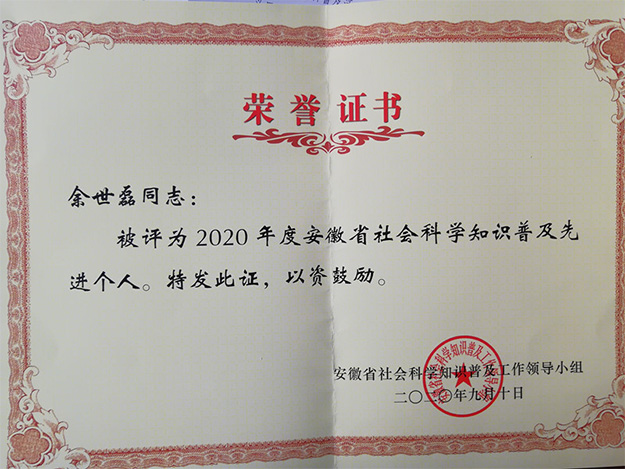 荣誉证书
余世磊同志：
被评为2020年度安徽省社会科学知识普及先
进个人。特发此证，以资鼓励。
安徽省社会科学知识普及工作领导小组
二〇二〇年九月十日